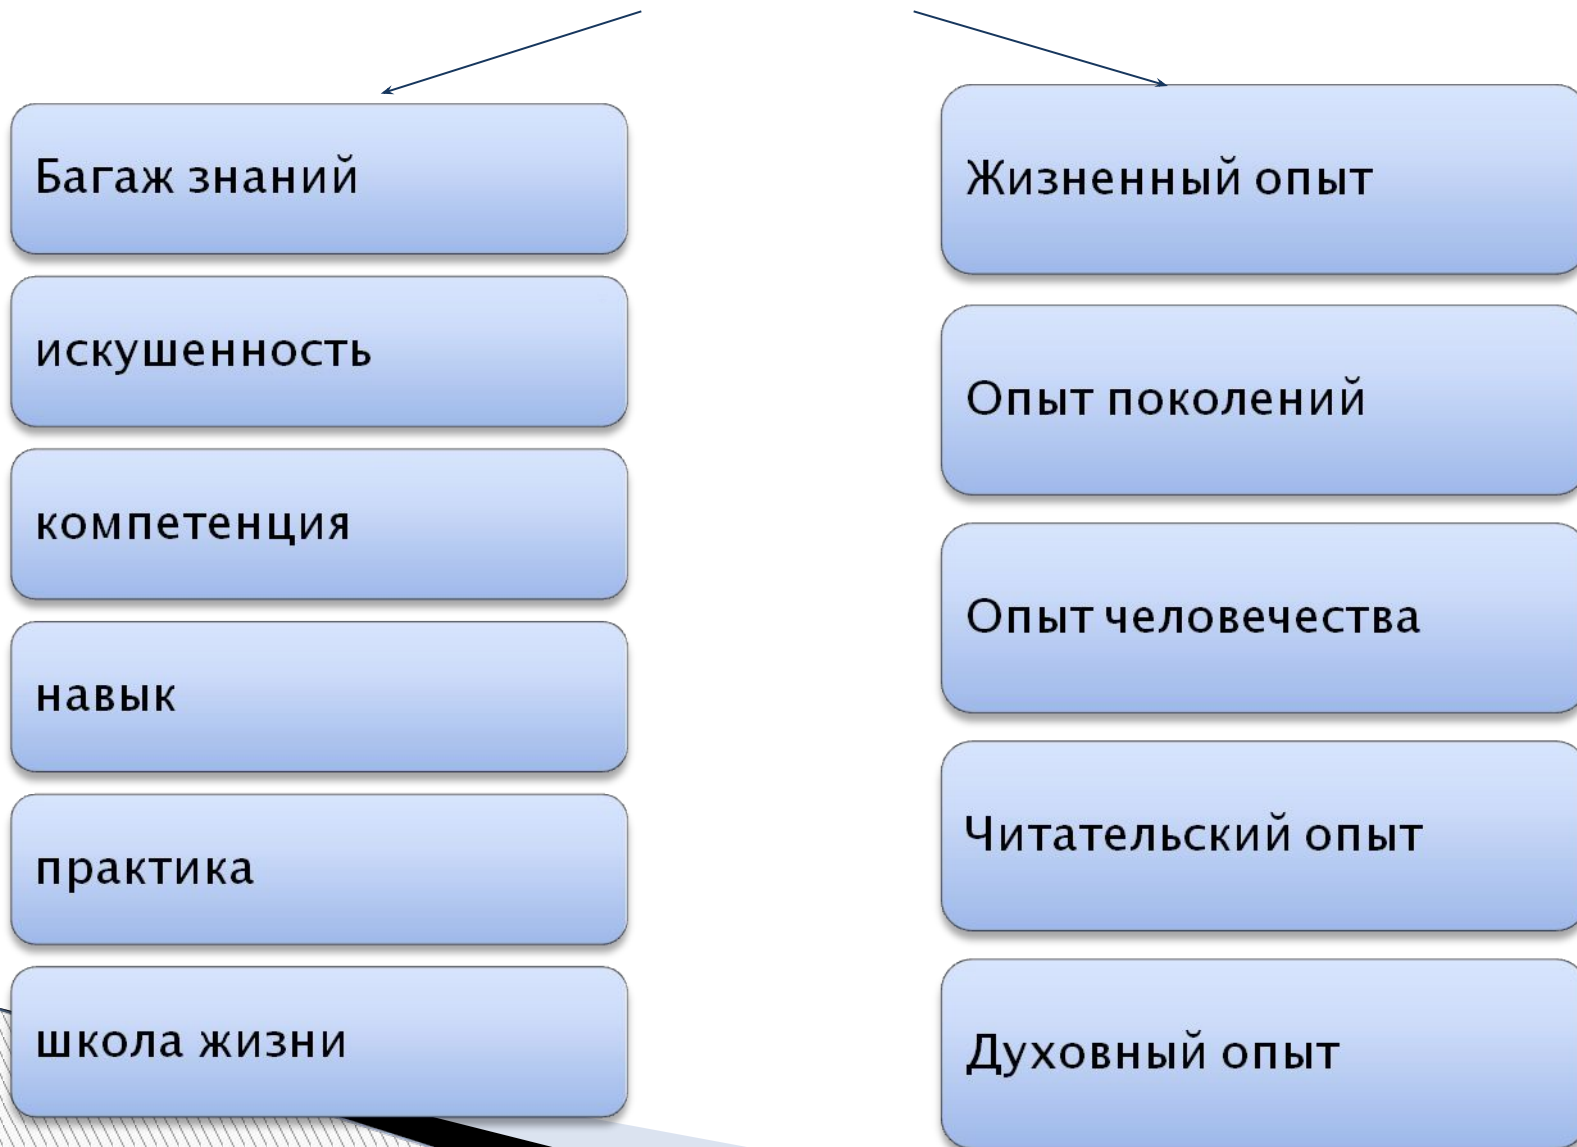 Багаж знаний
искушенность
компетенция
навык
практика
школа жизни
Жизненный опыт
Опыт поколений
Опыт человечества
Читательский опыт
Духовный опыт